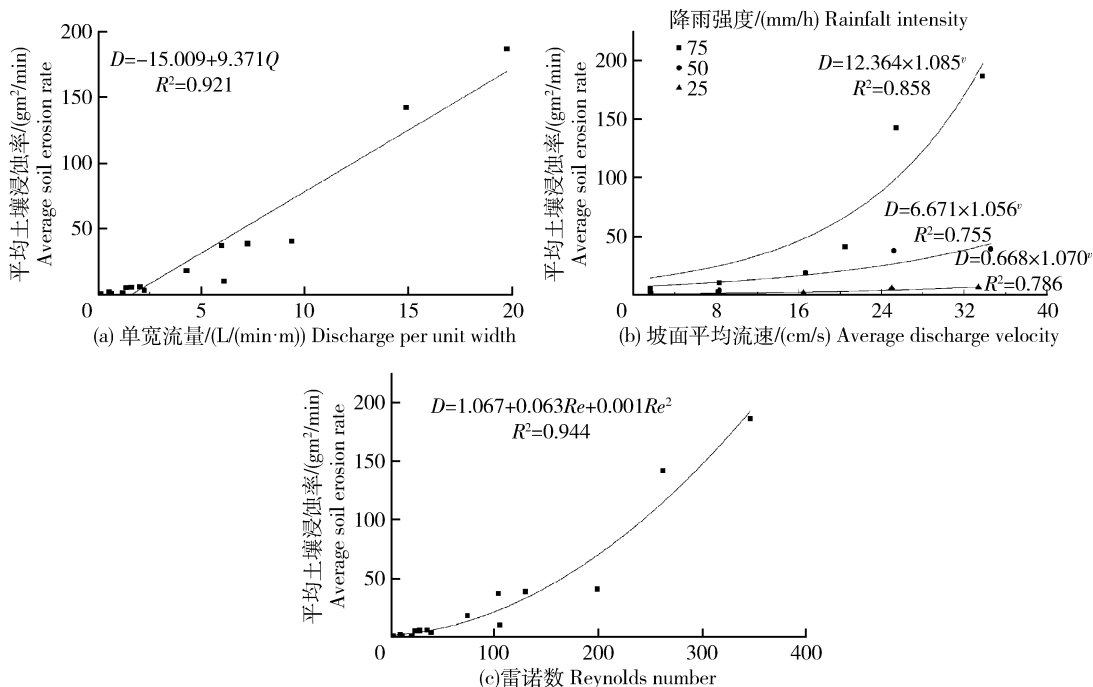 200
150
100
50
0
5
10
15
20
平均土壤浸蚀率/(gm²/min)
Average soil erosion rate
D=−15.009+9.371Q
R²=0.921
(a) 单宽流量/(L/(min·m)) Discharge per unit width
降雨强度/(mm/h) Rainfalt intensity
75
50
25
200
150
100
50
0
8
16
24
32
40
平均土壤浸蚀率/(gm²/min)
Average soil erosion rate
D=12.364×1.085ᵛ
R²=0.858
D=6.671×1.056ᵛ
R²=0.755
D=0.668×1.070ᵛ
R²=0.786
(b) 坡面平均流速/(cm/s) Average discharge velocity
200
150
100
50
0
100
200
300
400
平均土壤浸蚀率/(gm²/min)
Average soil erosion rate
D=1.067+0.063Re+0.001Re²
R²=0.944
(c)雷诺数 Reynolds number